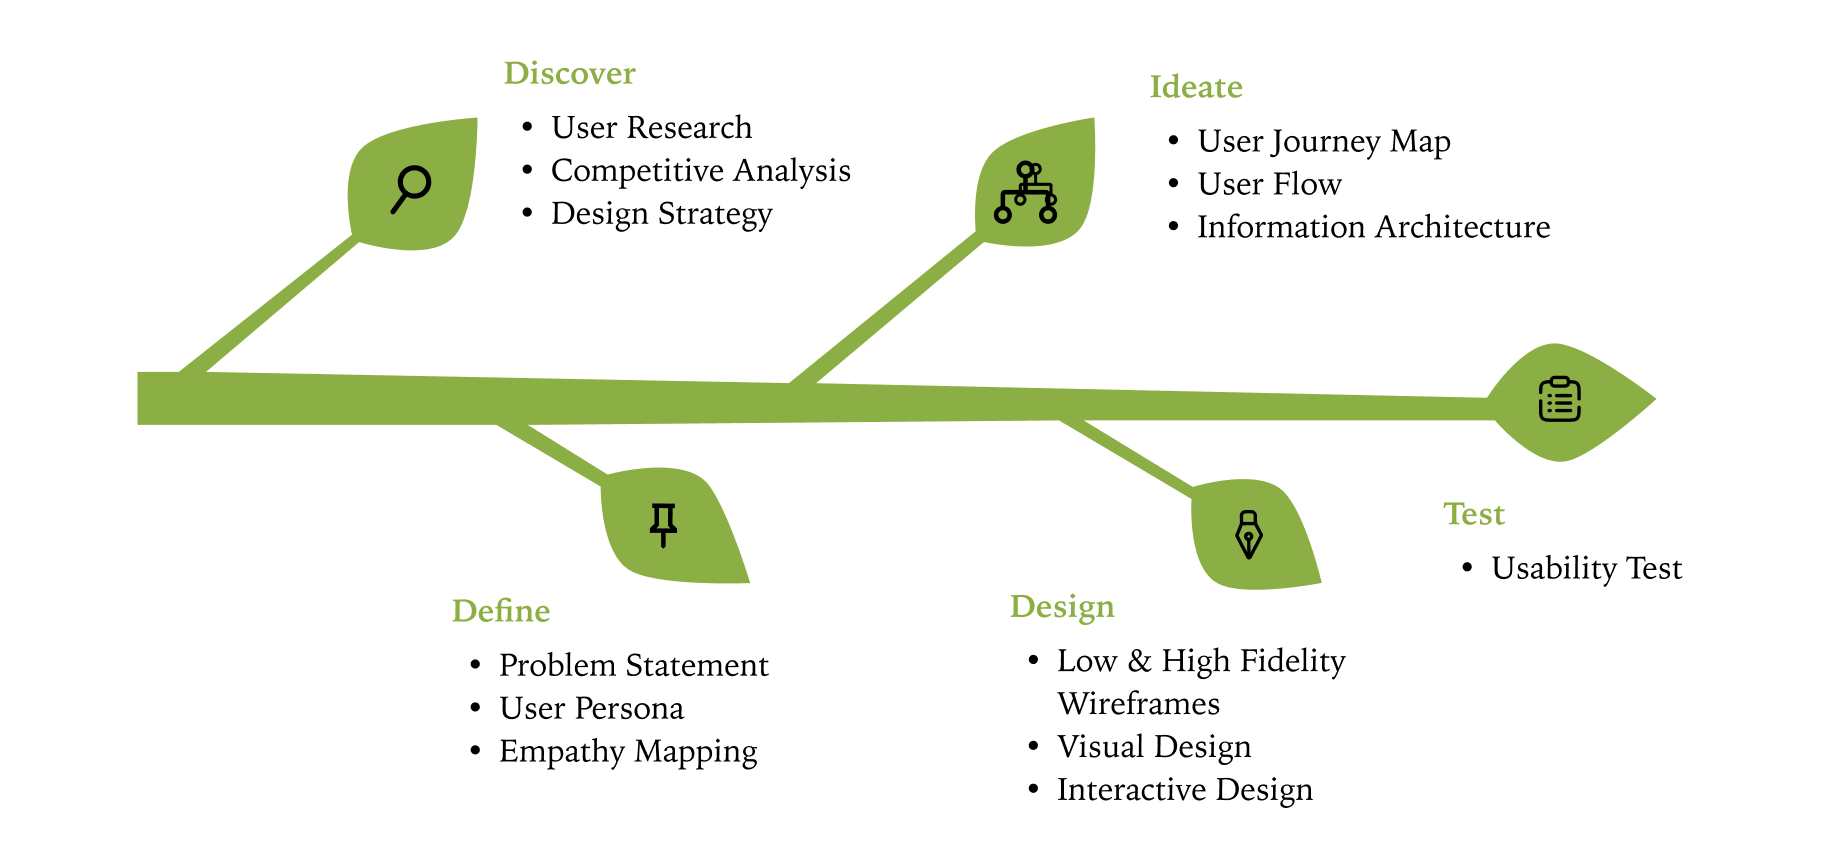 Discover
• User Research
• Competitive Analysis
• Design Strategy
Ideate
• User Journey Map
• User Flow
• Information Architecture
Define
• Problem Statement
• User Persona
• Empathy Mapping
Design
• Low & High Fidelity
Wireframes
• Visual Design
• Interactive Design
Test
• Usability Test